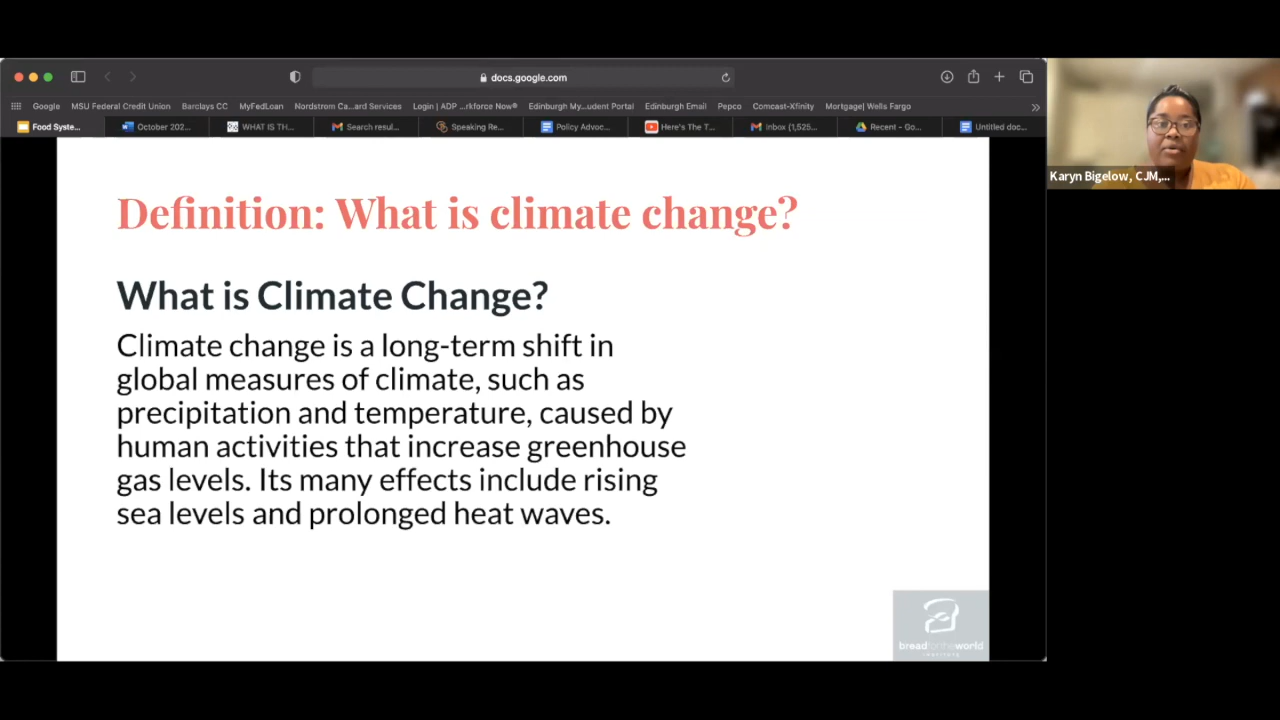 docs.google.com
Google MSU Federal Credit Union Barclays CC MyFedLoan Nordstrom Ca...ard Services Login | ADP ...rkforce Now® Edinburgh My...udent Portal Edinburgh Email Pepco Comcast-Xfinity Mortgage| Wells Fargo
Food Syste... October 202... WHAT IS TH... Search resul... Speaking Re... Policy Advoc... Here's The T... Inbox (1,525... Recent – Go... Untitled doc...
Definition: What is climate change?
What is Climate Change?
Climate change is a long-term shift in
global measures of climate, such as
precipitation and temperature, caused by
human activities that increase greenhouse
gas levels. Its many effects include rising
sea levels and prolonged heat waves.
breadfortheworld
INSTITUTE
Karyn Bigelow, CJM,...